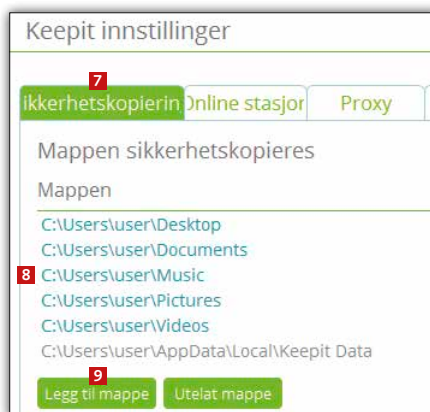 Keepit innstillinger
7
ikkerhetskopierin Online stasjor Proxy
Mappen sikkerhetskopieres
Mappen
C:\Users\user\Desktop
C:\Users\user\Documents
8 C:\Users\user\Music
C:\Users\user\Pictures
C:\Users\user\Videos
C:\Users\user\AppData\Local\Keepit Data
9
Legg til mappe Utelat mappe